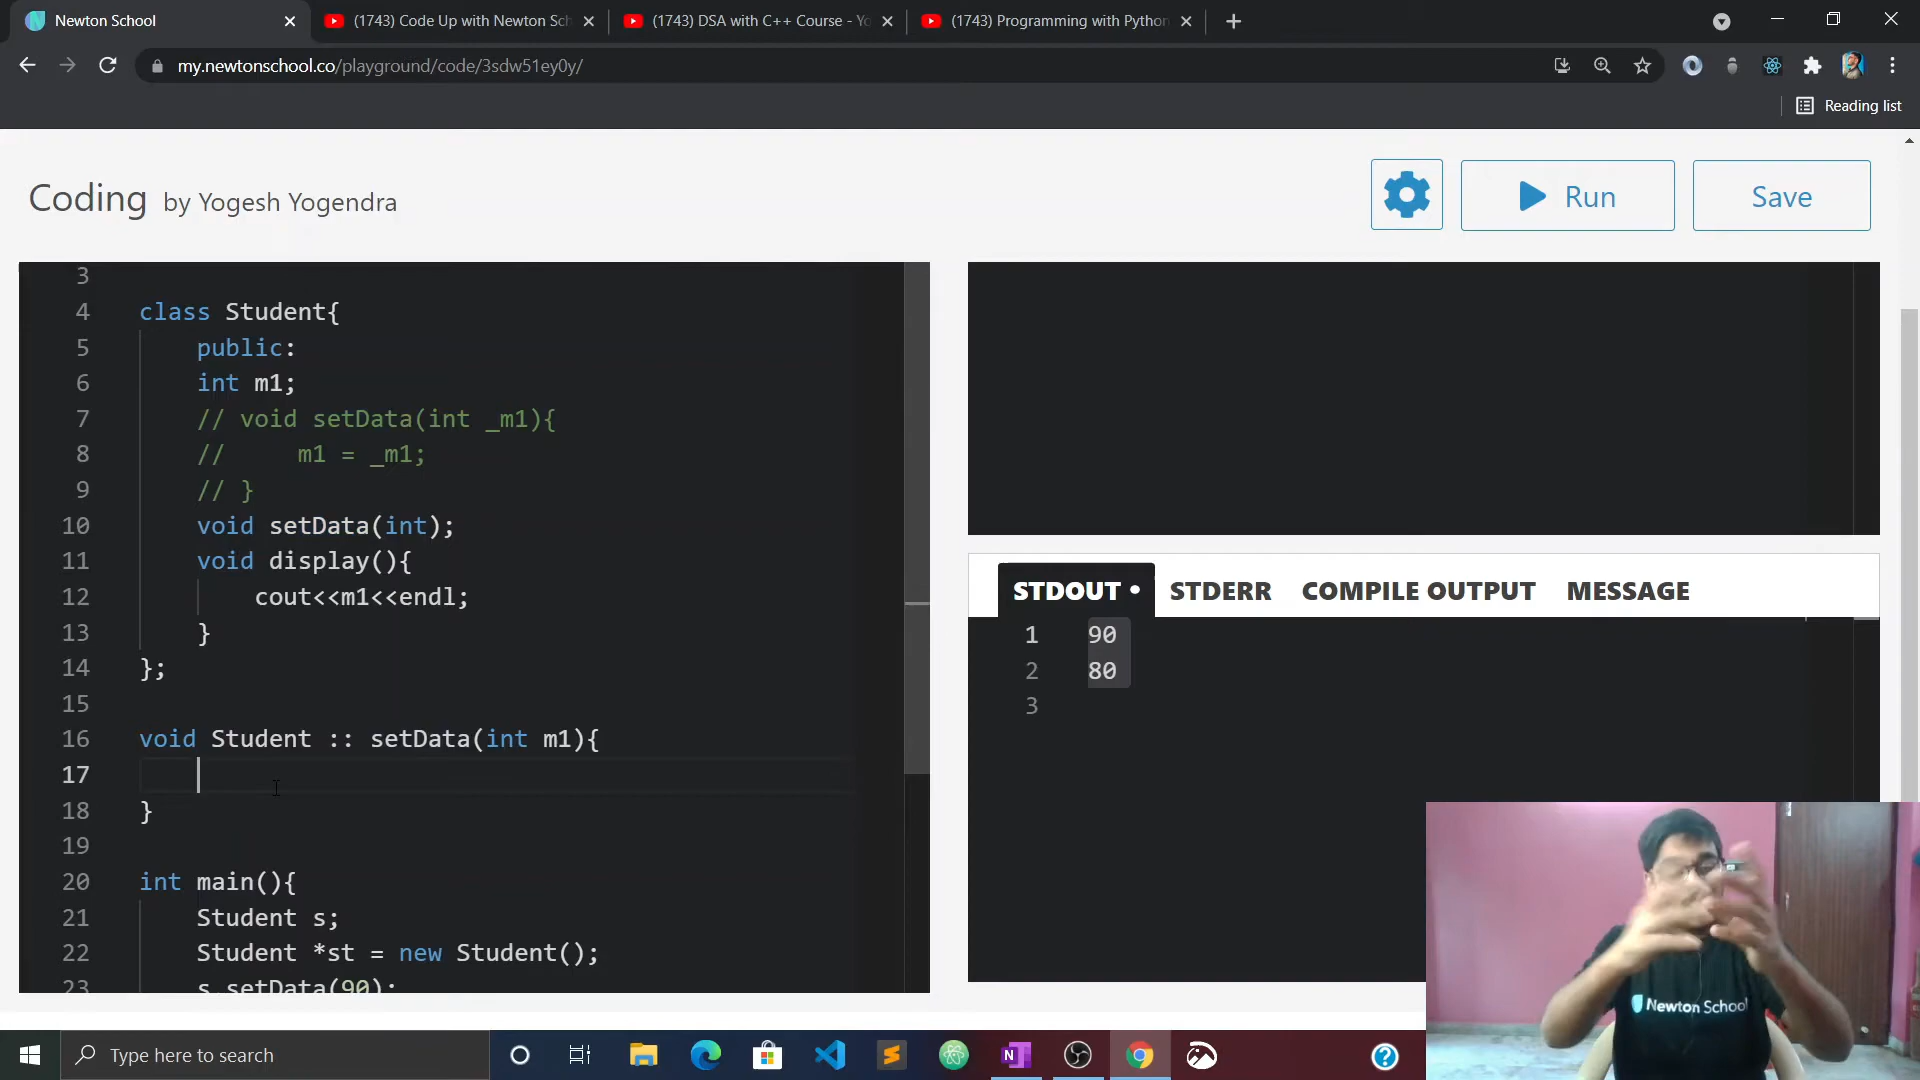 Newton School
(1743) Code Up with Newton Sch
(1743) DSA with C++ Course - Yo
(1743) Programming with Python
my.newtonschool.co/playground/code/3sdw51ey0y/
Reading list
Coding by Yogesh Yogendra
Run
Save
3
4 class Student{
5 public:
6 int m1;
7 // void setData(int _m1){
8 // m1 = _m1;
9 // }
10 void setData(int);
11 void display(){
12 cout<<m1<<endl;
13 }
14 };
15
16 void Student :: setData(int m1){
17
18 }
19
20 int main(){
21 Student s;
22 Student *st = new Student();
23 s.setData(90);
STDOUT • STDERR COMPILE OUTPUT MESSAGE
1 90
2 80
3
Newton School
Type here to search